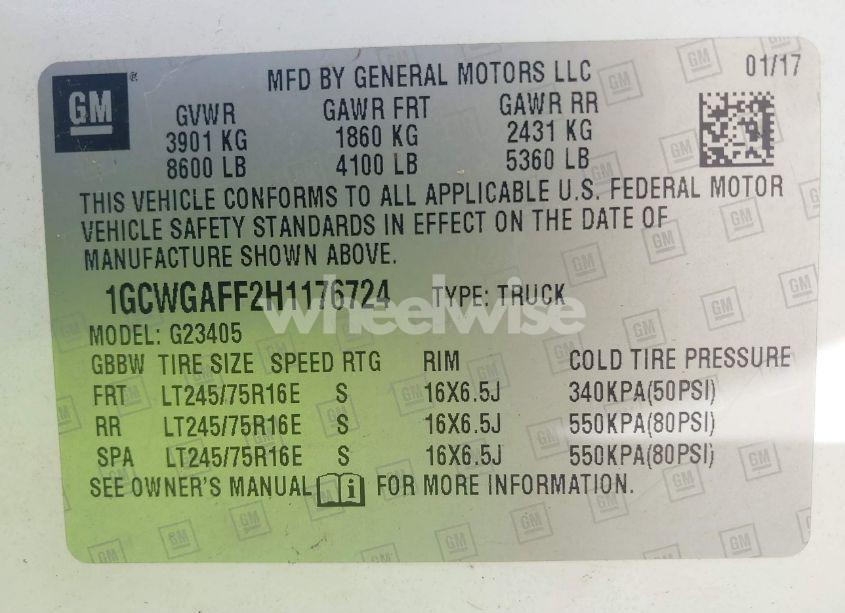 GM
MFD BY GENERAL MOTORS LLC 01/17
GVWR GAWR FRT GAWR RR
3901 KG 1860 KG 2431 KG
8600 LB 4100 LB 5360 LB
THIS VEHICLE CONFORMS TO ALL APPLICABLE U.S. FEDERAL MOTOR
VEHICLE SAFETY STANDARDS IN EFFECT ON THE DATE OF
MANUFACTURE SHOWN ABOVE.
1GCWGAFF2H1176724 TYPE: TRUCK
wheelwise
MODEL: G23405
GBBW TIRE SIZE SPEED RTG RIM COLD TIRE PRESSURE
FRT LT245/75R16E S 16X6.5J 340KPA(50PSI)
RR LT245/75R16E S 16X6.5J 550KPA(80PSI)
SPA LT245/75R16E S 16X6.5J 550KPA(80PSI)
SEE OWNER'S MANUAL FOR MORE INFORMATION.